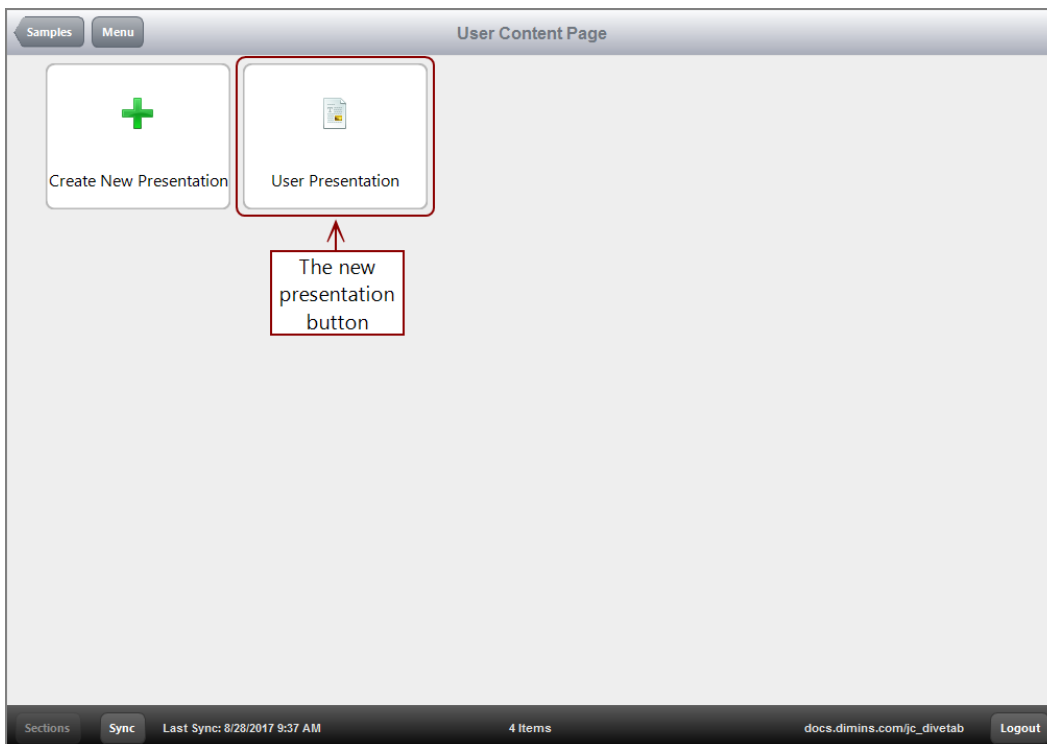 Samples Menu User Content Page
Create New Presentation User Presentation
The new
presentation
button
Sections Sync Last Sync: 8/28/2017 9:37 AM 4 Items docs.dimins.com/jc_divetab Logout